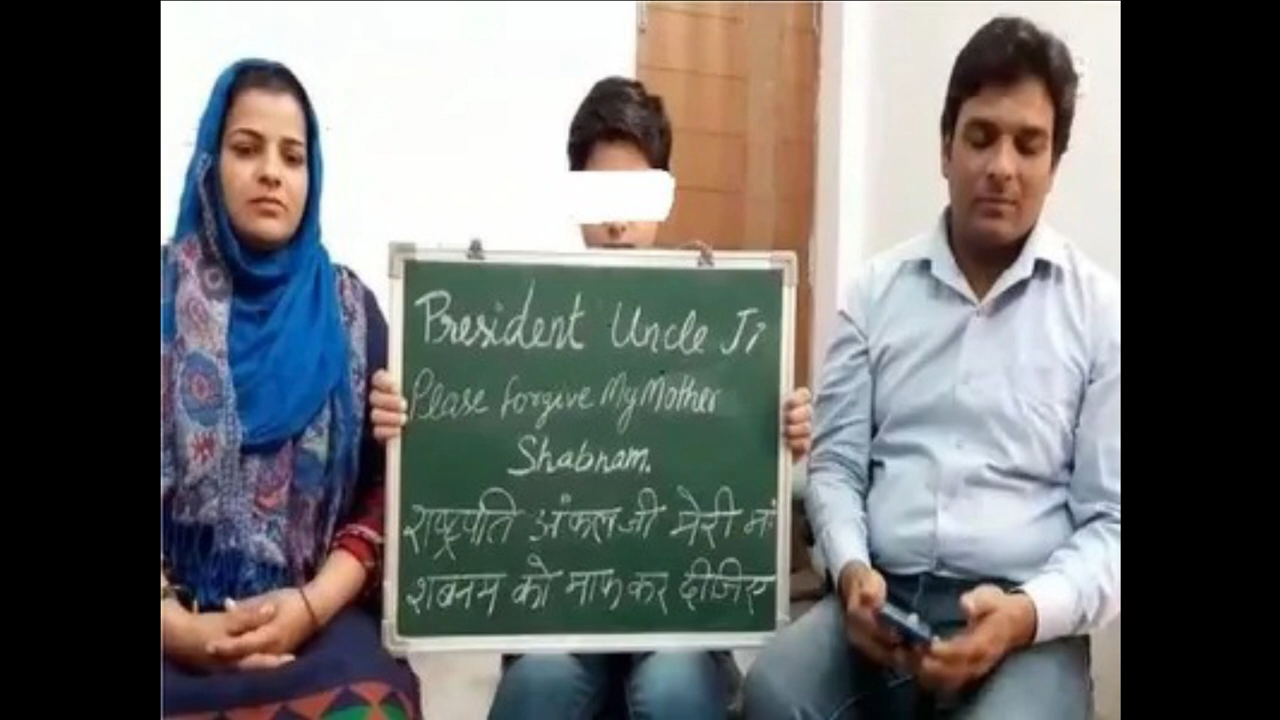 President Uncle Ji
Please forgive My Mother
Shabnam.
राष्ट्रपति अंकल जी मेरी मां
शबनम को माफ कर दीजिए